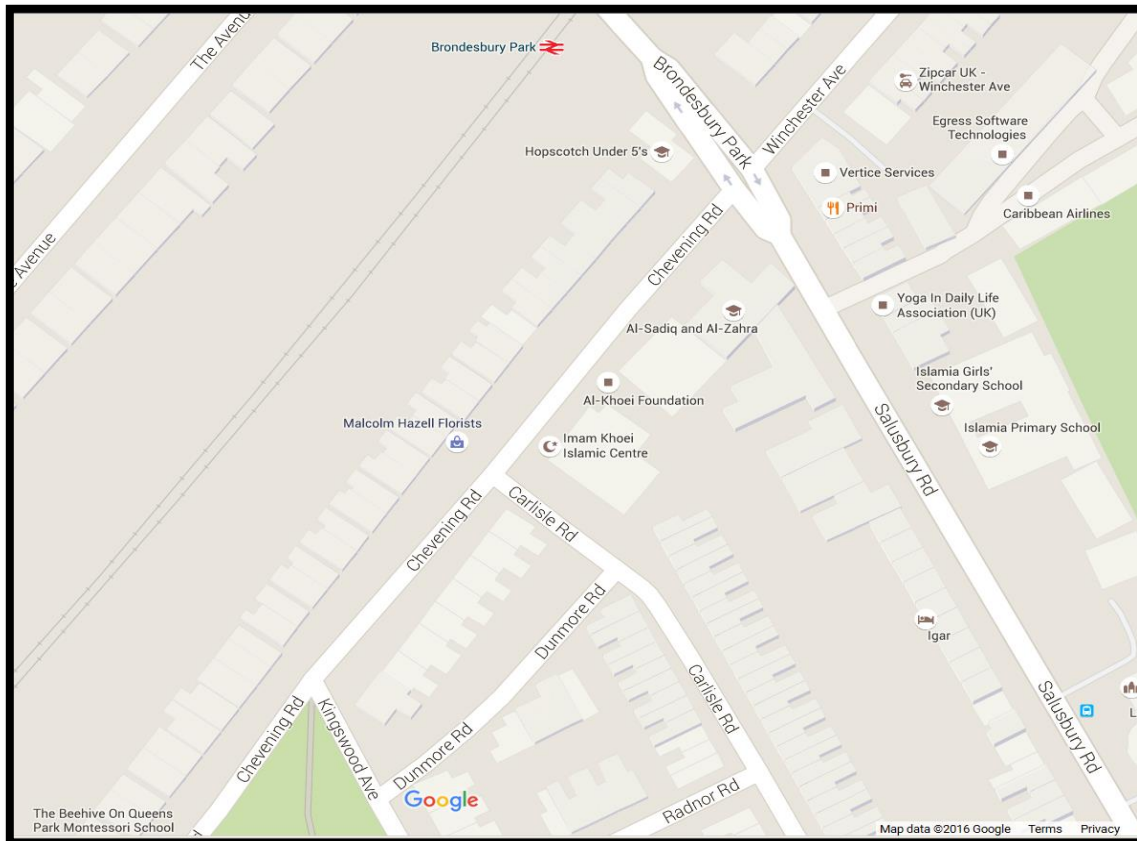 The Avenue
Brondesbury Park
Brondesbury Park
Winchester Ave
Zipcar UK -
Winchester Ave
Egress Software
Technologies
Hopscotch Under 5's
Vertice Services
Primi
Caribbean Airlines
Avenue
Chevening Rd
Yoga In Daily Life
Association (UK)
Al-Sadiq and Al-Zahra
Islamia Girls'
Secondary School
Al-Khoei Foundation
Salusbury Rd
Malcolm Hazell Florists
Islamia Primary School
Imam Khoei
Islamic Centre
Chevening Rd
Carlisle Rd
Dunmore Rd
Igar
Carlisle Rd
Salusbury Rd
L
Chevening Rd
Kingswood Ave
Dunmore Rd
Radnor Rd
Google
The Beehive On Queens
Park Montessori School
Map data ©2016 Google Terms Privacy